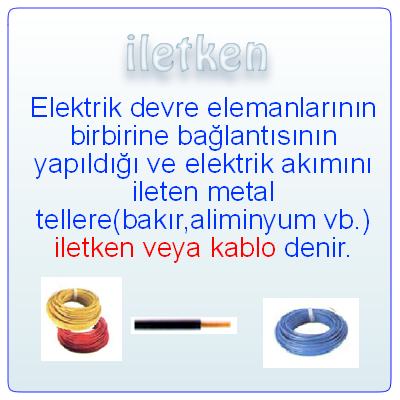 iletken
Elektrik devre elemanlarının
birbirine bağlantısının
yapıldığı ve elektrik akımını
ileten metal
tellere(bakır,aliminyum vb.)
iletken veya kablo denir.